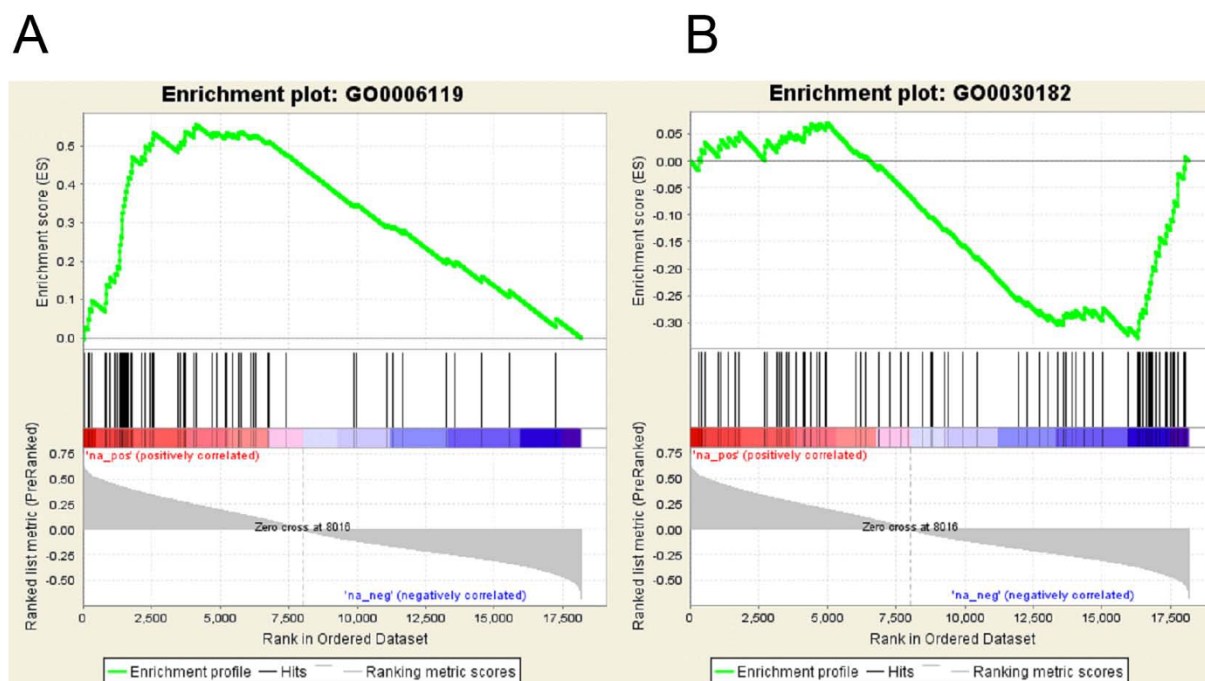 A
Enrichment plot: GO0006119
Enrichment score (ES)
0.5
0.4
0.3
0.2
0.1
0.0
'na_pos' (positively correlated)
Ranked list metric (PreRanked)
0.75
0.50
0.25
0.00
-0.25
-0.50
Zero cross at 8016
'na_neg' (negatively correlated)
0 2,500 5,000 7,500 10,000 12,500 15,000 17,500
Rank in Ordered Dataset
Enrichment profile Hits Ranking metric scores
B
Enrichment plot: GO0030182
Enrichment score (ES)
0.05
0.00
-0.05
-0.10
-0.15
-0.20
-0.25
-0.30
'na_pos' (positively correlated)
Ranked list metric (PreRanked)
0.75
0.50
0.25
0.00
-0.25
-0.50
Zero cross at 8016
'na_neg' (negatively correlated)
0 2,500 5,000 7,500 10,000 12,500 15,000 17,500
Rank in Ordered Dataset
Enrichment profile Hits Ranking metric scores